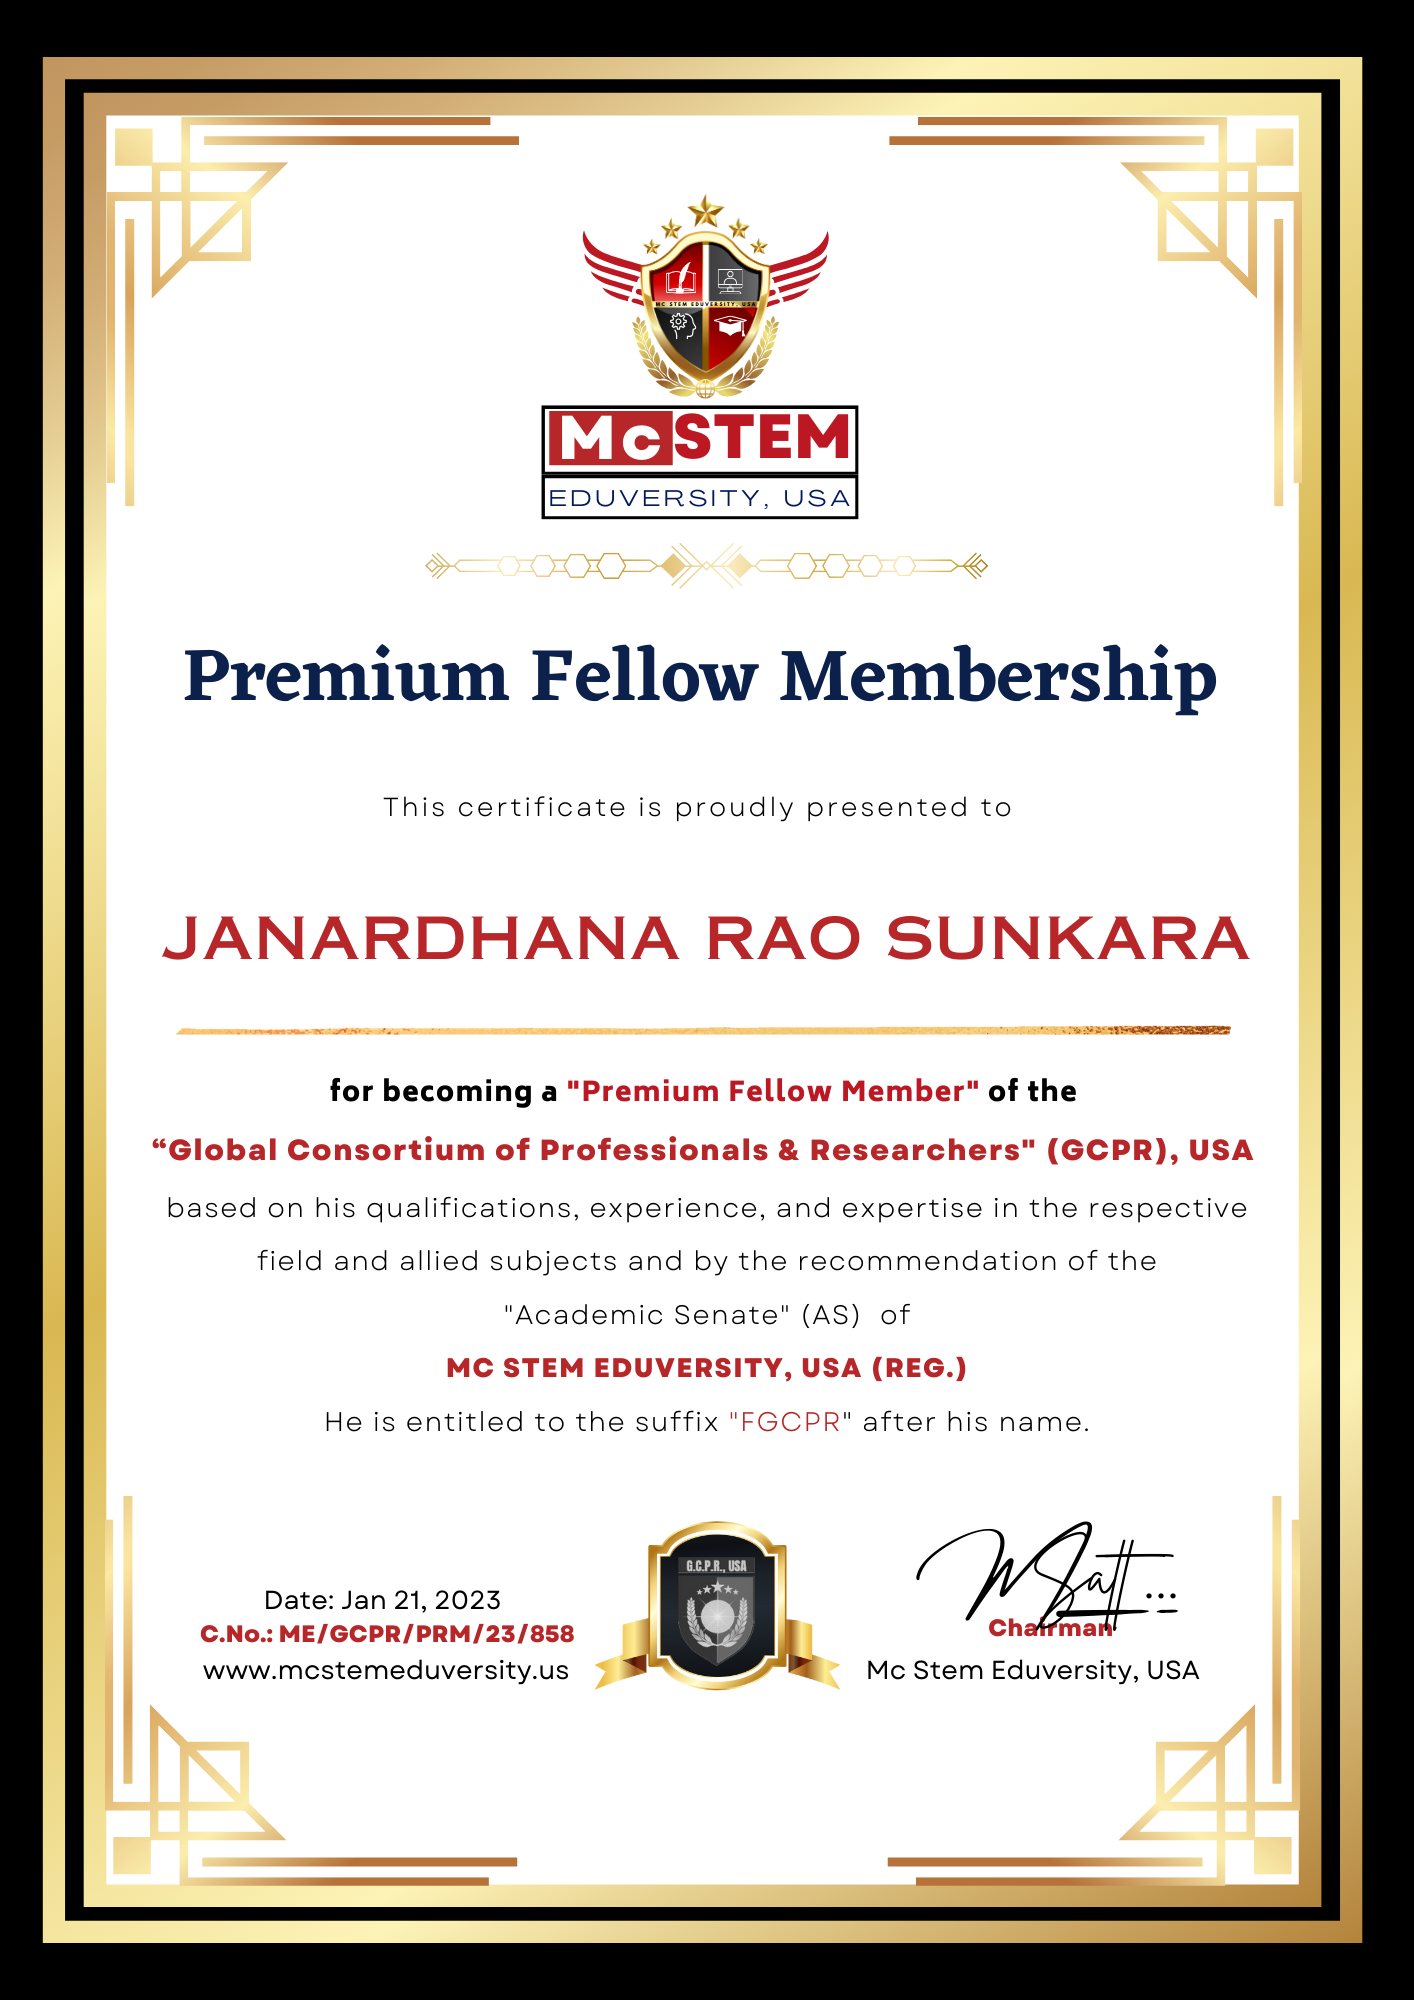 MC STEM EDUVERSITY, USA
McSTEM
EDUVERSITY, USA
Premium Fellow Membership
This certificate is proudly presented to
JANARDHANA RAO SUNKARA
for becoming a "Premium Fellow Member" of the
“Global Consortium of Professionals & Researchers" (GCPR), USA
based on his qualifications, experience, and expertise in the respective
field and allied subjects and by the recommendation of the
"Academic Senate" (AS) of
MC STEM EDUVERSITY, USA (REG.)
He is entitled to the suffix "FGCPR" after his name.
G.C.P.R., USA
Date: Jan 21, 2023
C.No.: ME/GCPR/PRM/23/858
www.mcstemeduversity.us
Chairman
Mc Stem Eduversity, USA